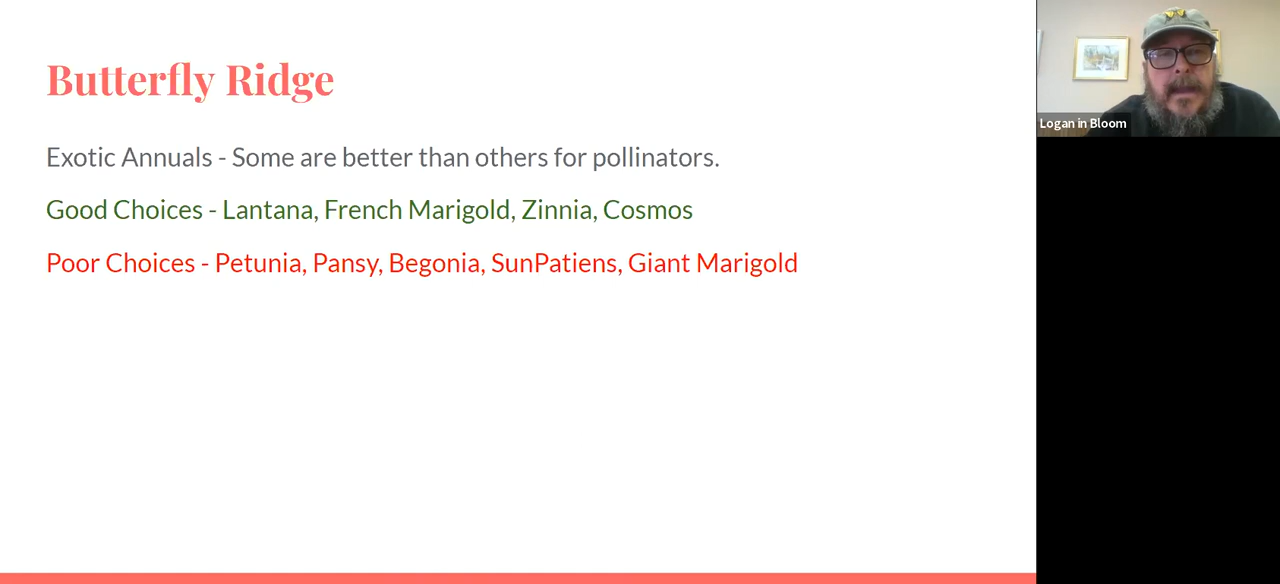 Butterfly Ridge
Exotic Annuals - Some are better than others for pollinators.
Good Choices - Lantana, French Marigold, Zinnia, Cosmos
Poor Choices - Petunia, Pansy, Begonia, SunPatiens, Giant Marigold
Logan in Bloom